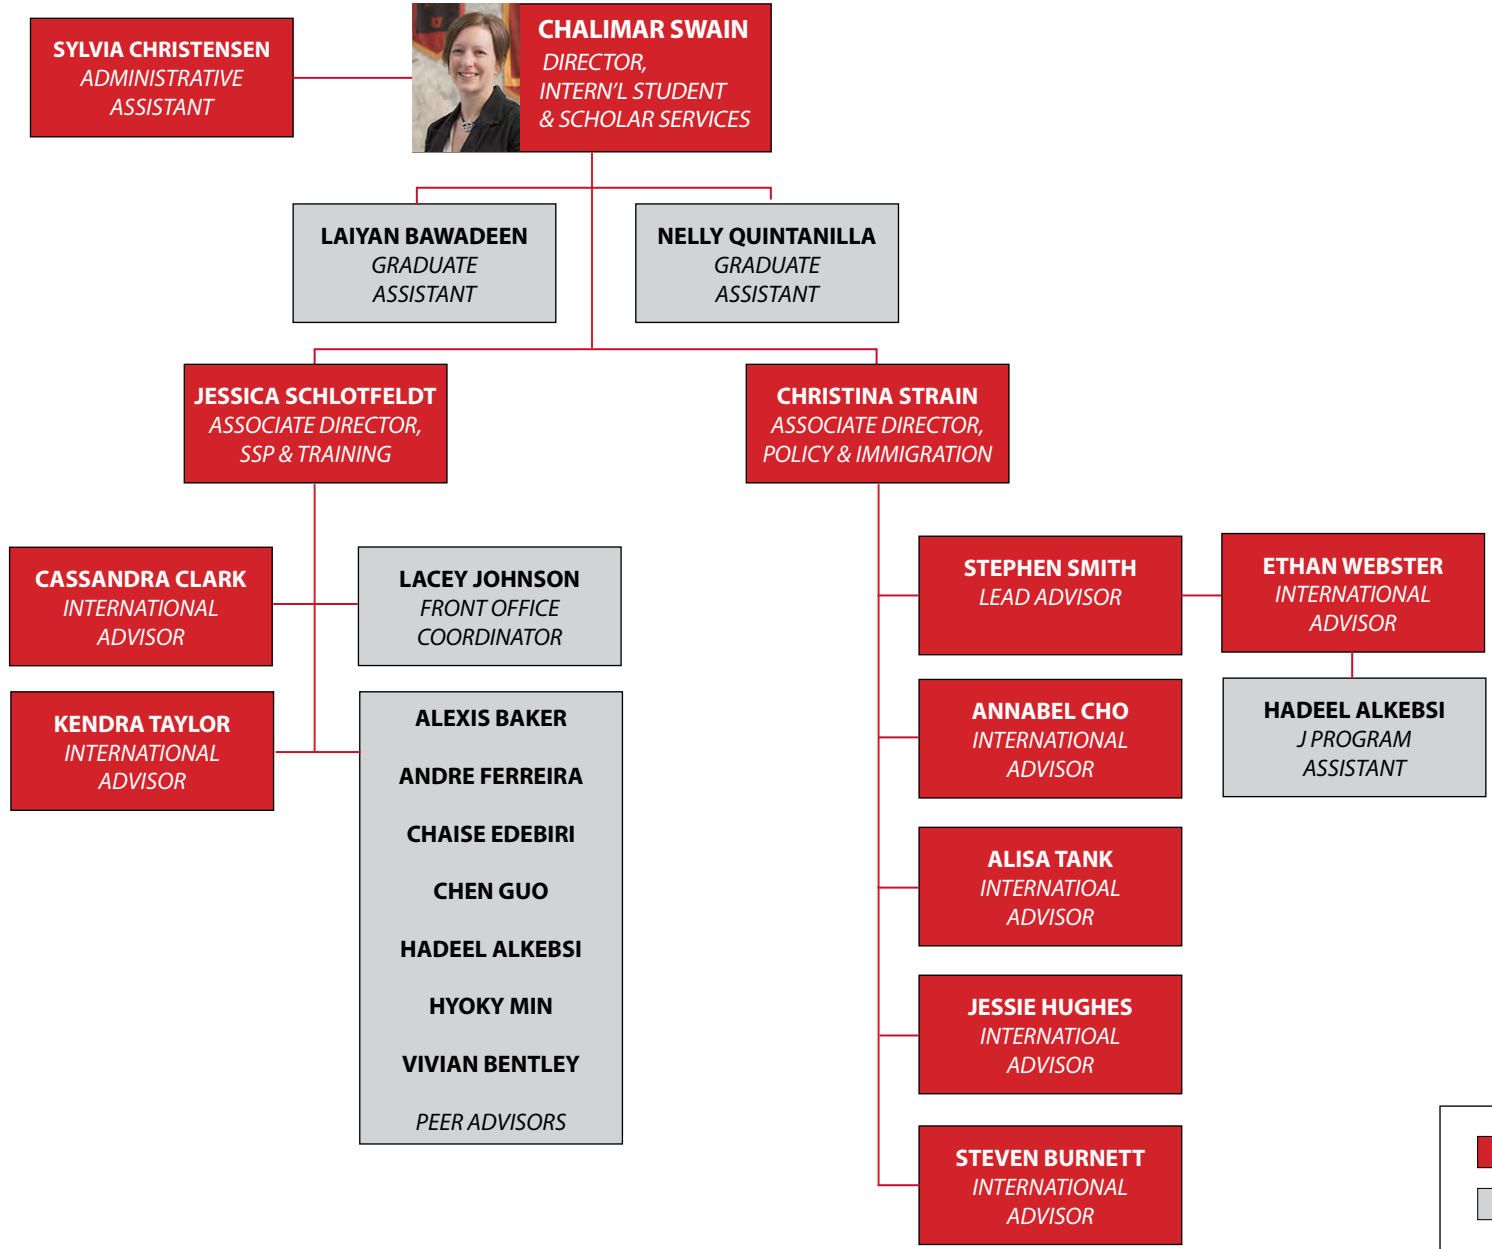 SYLVIA CHRISTENSEN
ADMINISTRATIVE
ASSISTANT
CHALIMAR SWAIN
DIRECTOR,
INTERN'L STUDENT
& SCHOLAR SERVICES
LAIYAN BAWADEEN
GRADUATE
ASSISTANT
NELLY QUINTANILLA
GRADUATE
ASSISTANT
JESSICA SCHLOTFELDT
ASSOCIATE DIRECTOR,
SSP & TRAINING
CHRISTINA STRAIN
ASSOCIATE DIRECTOR,
POLICY & IMMIGRATION
CASSANDRA CLARK
INTERNATIONAL
ADVISOR
LACEY JOHNSON
FRONT OFFICE
COORDINATOR
KENDRA TAYLOR
INTERNATIONAL
ADVISOR
ALEXIS BAKER
ANDRE FERREIRA
CHAISE EDEBIRI
CHEN GUO
HADEEL ALKEBSI
HYOKY MIN
VIVIAN BENTLEY
PEER ADVISORS
STEPHEN SMITH
LEAD ADVISOR
ETHAN WEBSTER
INTERNATIONAL
ADVISOR
HADEEL ALKEBSI
J PROGRAM
ASSISTANT
ANNABEL CHO
INTERNATIONAL
ADVISOR
ALISA TANK
INTERNATIOAL
ADVISOR
JESSIE HUGHES
INTERNATIOAL
ADVISOR
STEVEN BURNETT
INTERNATIONAL
ADVISOR